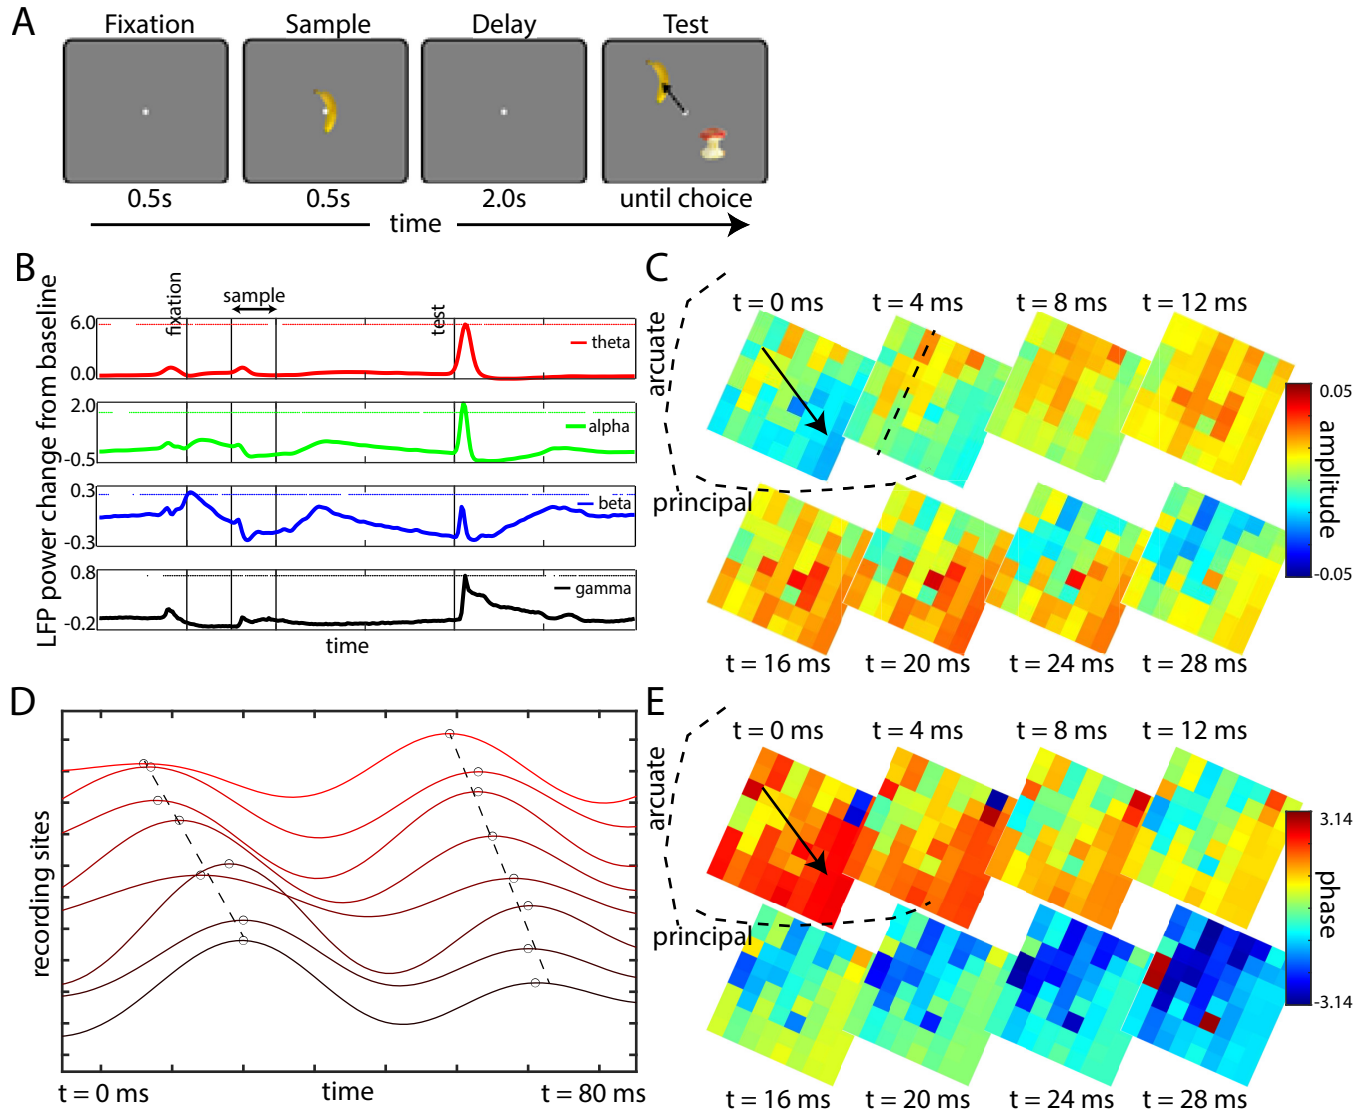 A
Fixation
Sample
Delay
Test
0.5s
0.5s
2.0s
until choice
time
B
LFP power change from baseline
fixation
sample
test
6.0
0.0
theta
2.0
-0.5
alpha
0.3
-0.3
beta
0.8
-0.2
gamma
time
C
arcuate
principal
t = 0 ms
t = 4 ms
t = 8 ms
t = 12 ms
t = 16 ms
t = 20 ms
t = 24 ms
t = 28 ms
0.05
amplitude
-0.05
D
recording sites
t = 0 ms
time
t = 80 ms
E
arcuate
principal
t = 0 ms
t = 4 ms
t = 8 ms
t = 12 ms
t = 16 ms
t = 20 ms
t = 24 ms
t = 28 ms
3.14
phase
-3.14